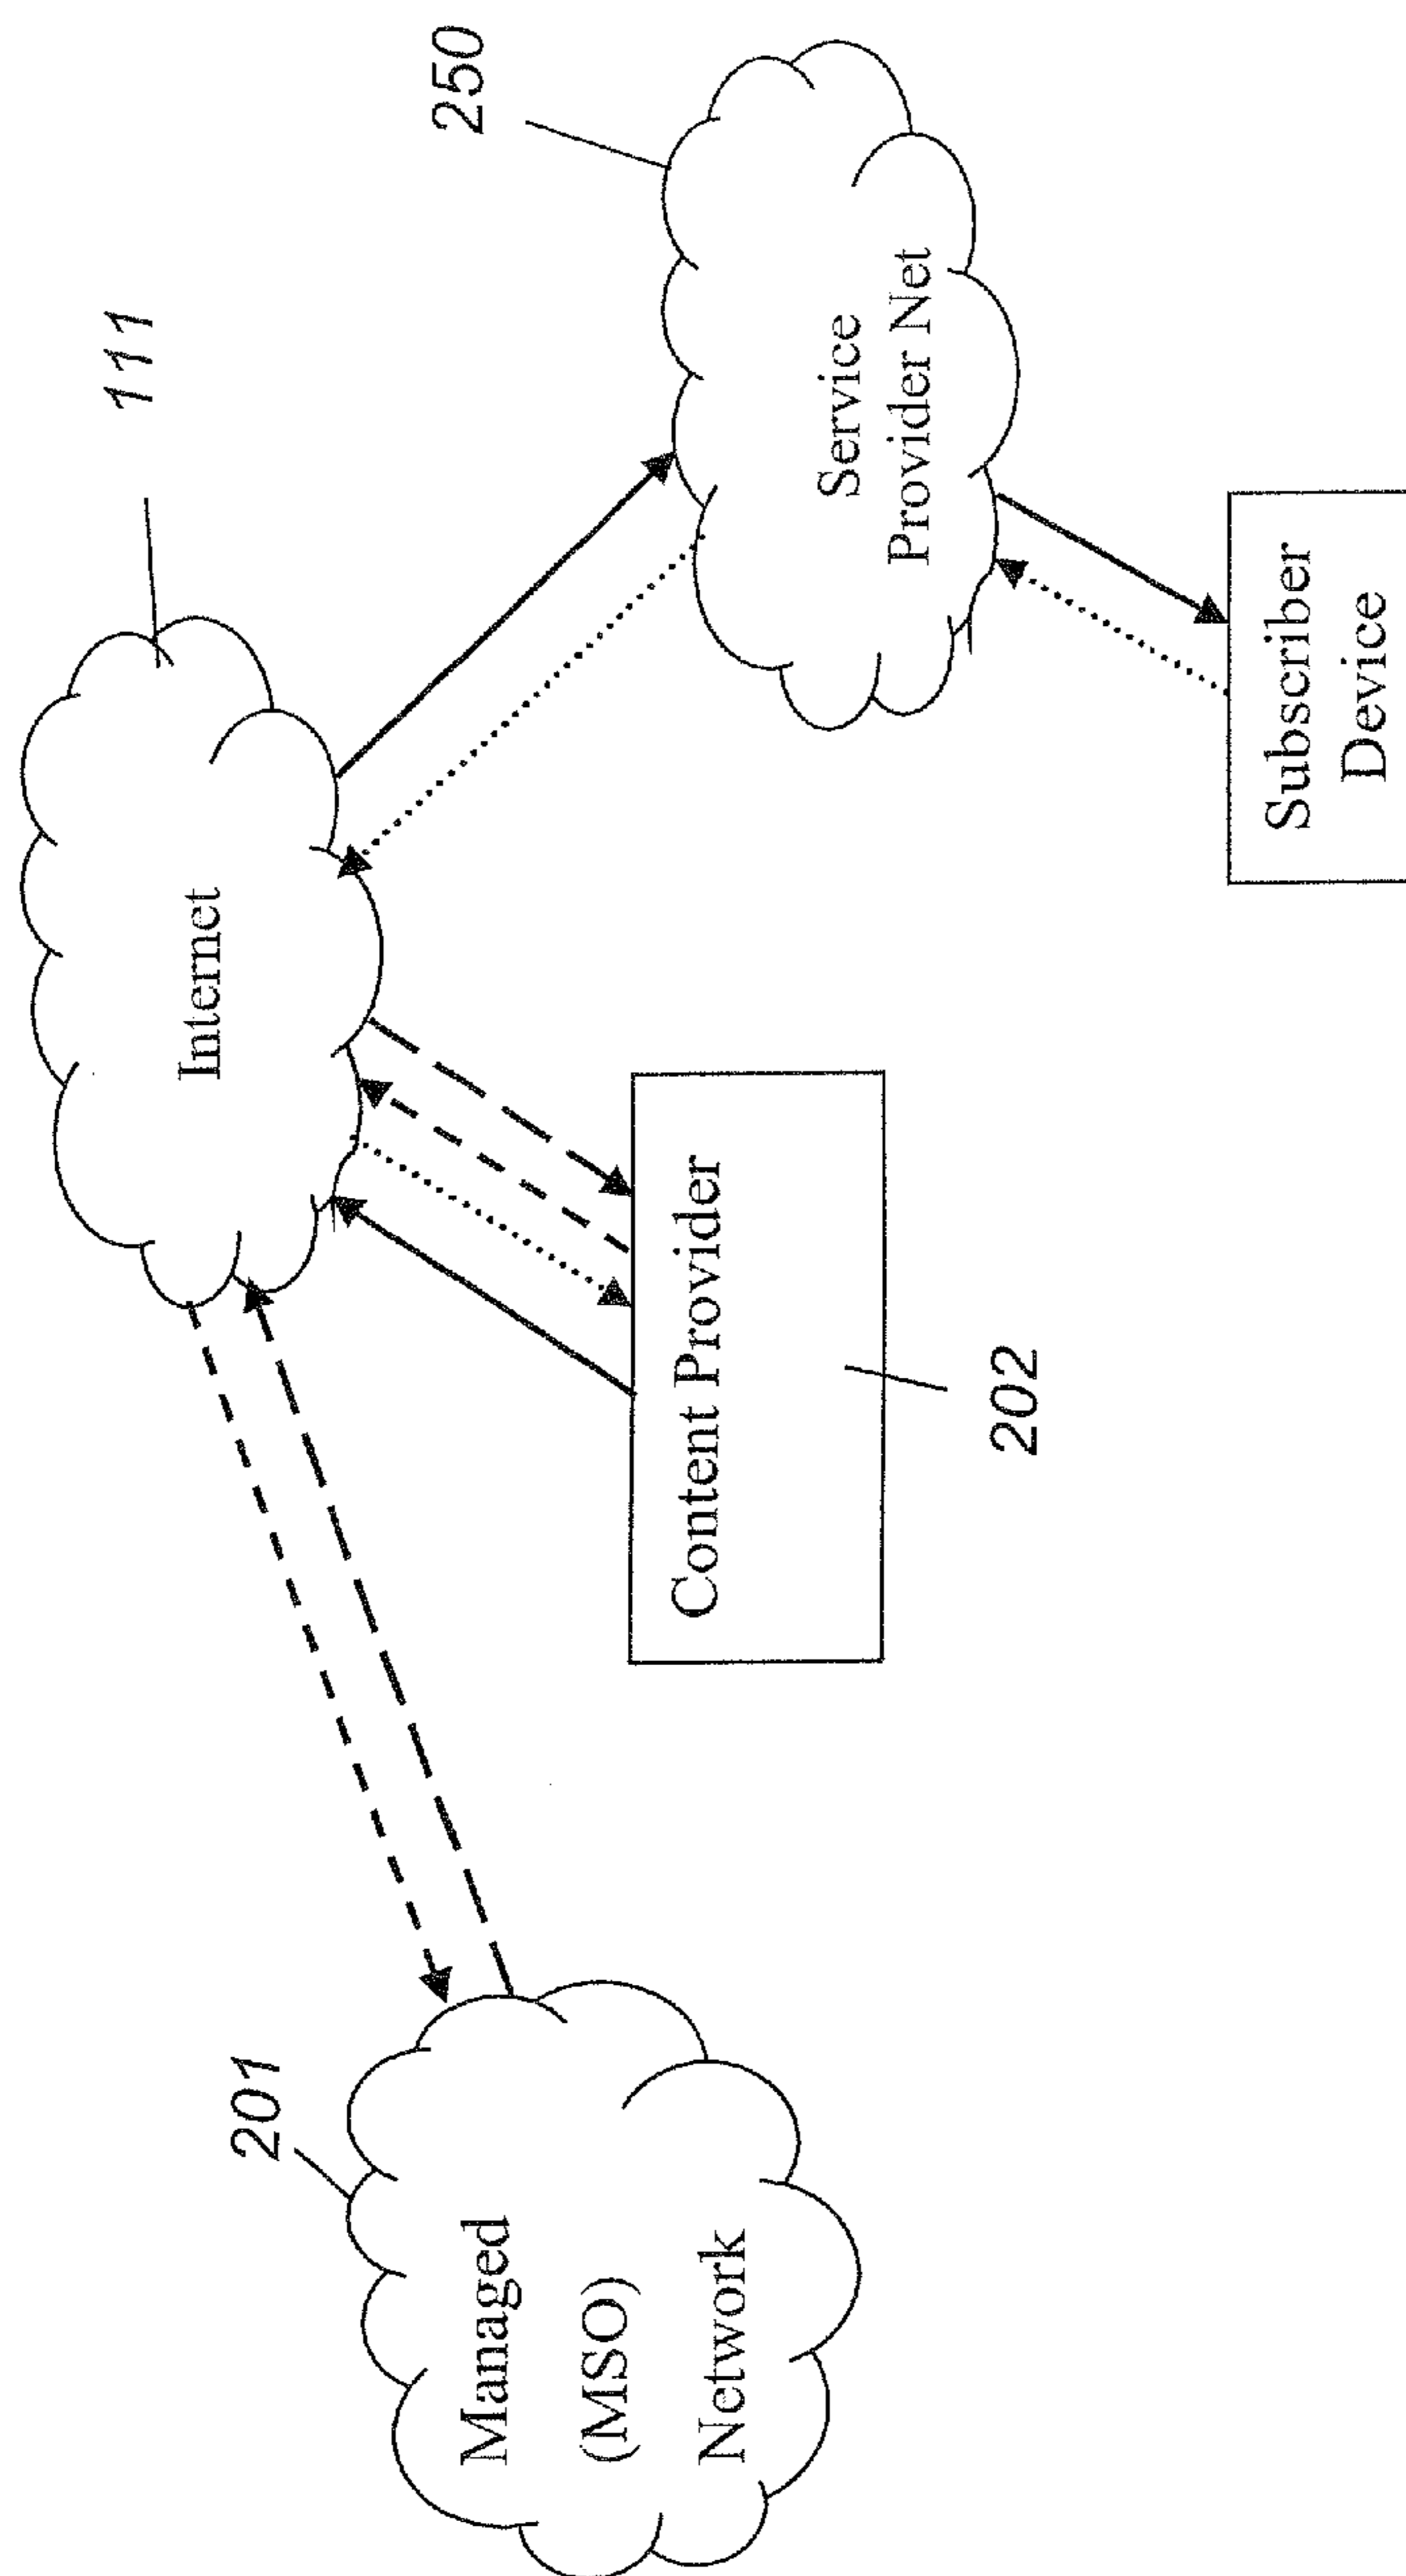 201
Managed
(MSO)
Network
111
Internet
Content Provider
202
250
Service
Provider Net
Subscriber
Device